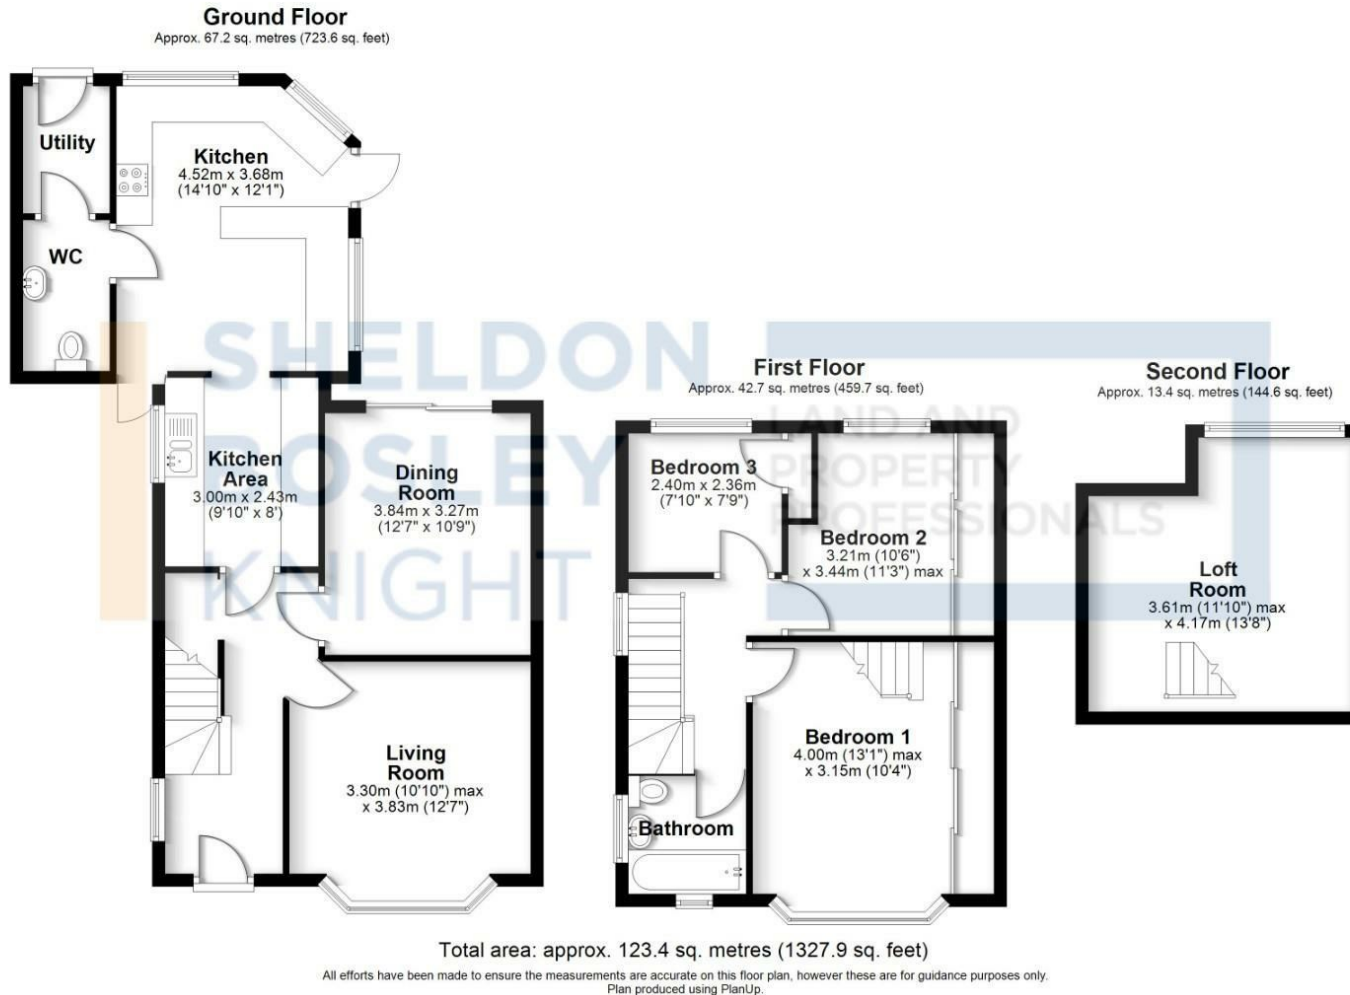 Ground Floor
Approx. 67.2 sq. metres (723.6 sq. feet)
Utility
Kitchen
4.52m x 3.68m
(14'10" x 12'1")
WC
Kitchen
Area
3.00m x 2.43m
(9'10" x 8')
Dining
Room
3.84m x 3.27m
(12'7" x 10'9")
Living
Room
3.30m (10'10") max
x 3.83m (12'7")
First Floor
Approx. 42.7 sq. metres (459.7 sq. feet)
Bedroom 3
2.40m x 2.36m
(7'10" x 7'9")
Bedroom 2
3.21m (10'6")
x 3.44m (11'3") max
Bedroom 1
4.00m (13'1") max
x 3.15m (10'4")
Bathroom
Second Floor
Approx. 13.4 sq. metres (144.6 sq. feet)
Loft
Room
3.61m (11'10") max
x 4.17m (13'8")
SHELDON
BOSLEY
KNIGHT
LAND AND
PROPERTY
PROFESSIONALS
Total area: approx. 123.4 sq. metres (1327.9 sq. feet)
All efforts have been made to ensure the measurements are accurate on this floor plan, however these are for guidance purposes only.
Plan produced using PlanUp.